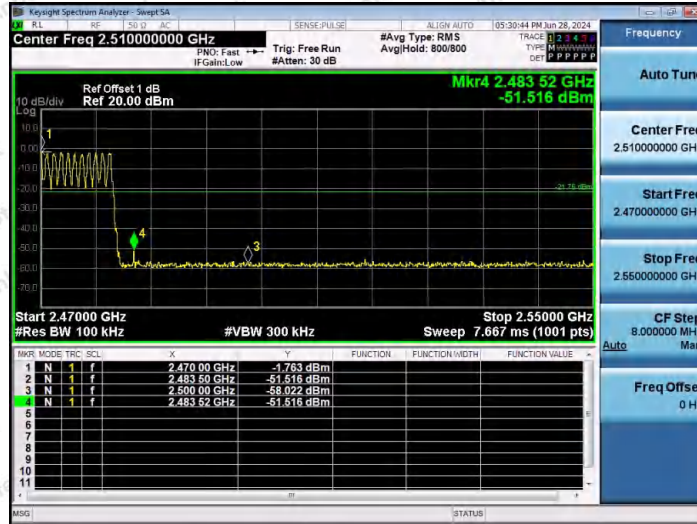 Keysight Spectrum Analyzer - Swept SA
RL RF 50 Ω AC SENSE:PULSE ALIGN AUTO 05:30:44 PM Jun 28, 2024
Center Freq 2.510000000 GHz #Avg Type: RMS TRACE 1 2 3 4 5 6 Frequency
PNO: Fast Trig: Free Run Avg|Hold: 800/800 TYPE M WWWWW
IFGain:Low #Atten: 30 dB DET P P P P P P
Auto Tune
Mkr4 2.483 52 GHz
Ref Offset 1 dB -51.516 dBm
10 dB/div Ref 20.00 dBm
Log
10.0
1
0.00
-10.0
-20.0 -21.76 dBm
-30.0
-40.0
4
-50.0 3
-60.0
-70.0
Center Freq
2.510000000 GH
Start Freq
2.470000000 GH
Stop Freq
2.550000000 GH
Start 2.47000 GHz Stop 2.55000 GHz
#Res BW 100 kHz #VBW 300 kHz Sweep 7.667 ms (1001 pts)
CF Step
8.000000 MH
Auto Man
MKR MODE TRC SCL X Y FUNCTION FUNCTION WIDTH FUNCTION VALUE
1 N 1 f 2.470 00 GHz -1.763 dBm
2 N 1 f 2.483 50 GHz -51.516 dBm
3 N 1 f 2.500 00 GHz -58.022 dBm
4 N 1 f 2.483 52 GHz -51.516 dBm
5
6
7
8
9
10
11
Freq Offset
0 H
MSG STATUS